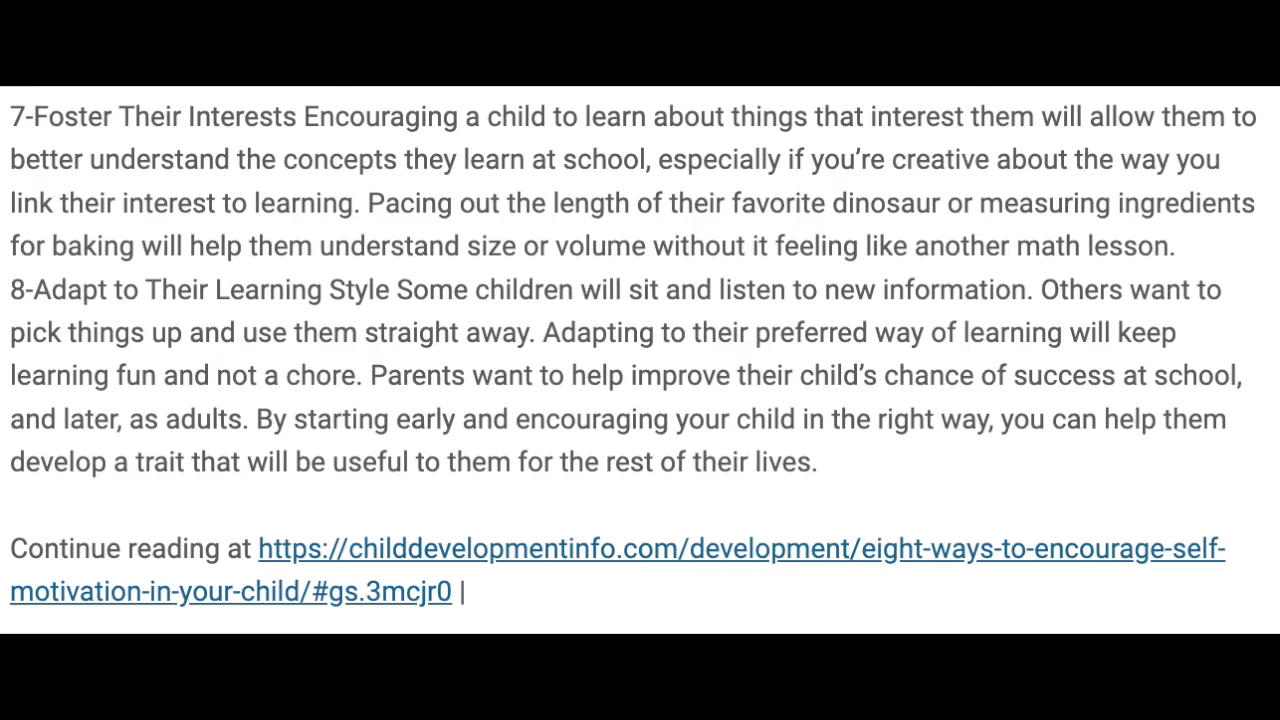 7-Foster Their Interests Encouraging a child to learn about things that interest them will allow them to
better understand the concepts they learn at school, especially if you’re creative about the way you
link their interest to learning. Pacing out the length of their favorite dinosaur or measuring ingredients
for baking will help them understand size or volume without it feeling like another math lesson.
8-Adapt to Their Learning Style Some children will sit and listen to new information. Others want to
pick things up and use them straight away. Adapting to their preferred way of learning will keep
learning fun and not a chore. Parents want to help improve their child’s chance of success at school,
and later, as adults. By starting early and encouraging your child in the right way, you can help them
develop a trait that will be useful to them for the rest of their lives.
Continue reading at https://childdevelopmentinfo.com/development/eight-ways-to-encourage-self-
motivation-in-your-child/#gs.3mcjr0 |